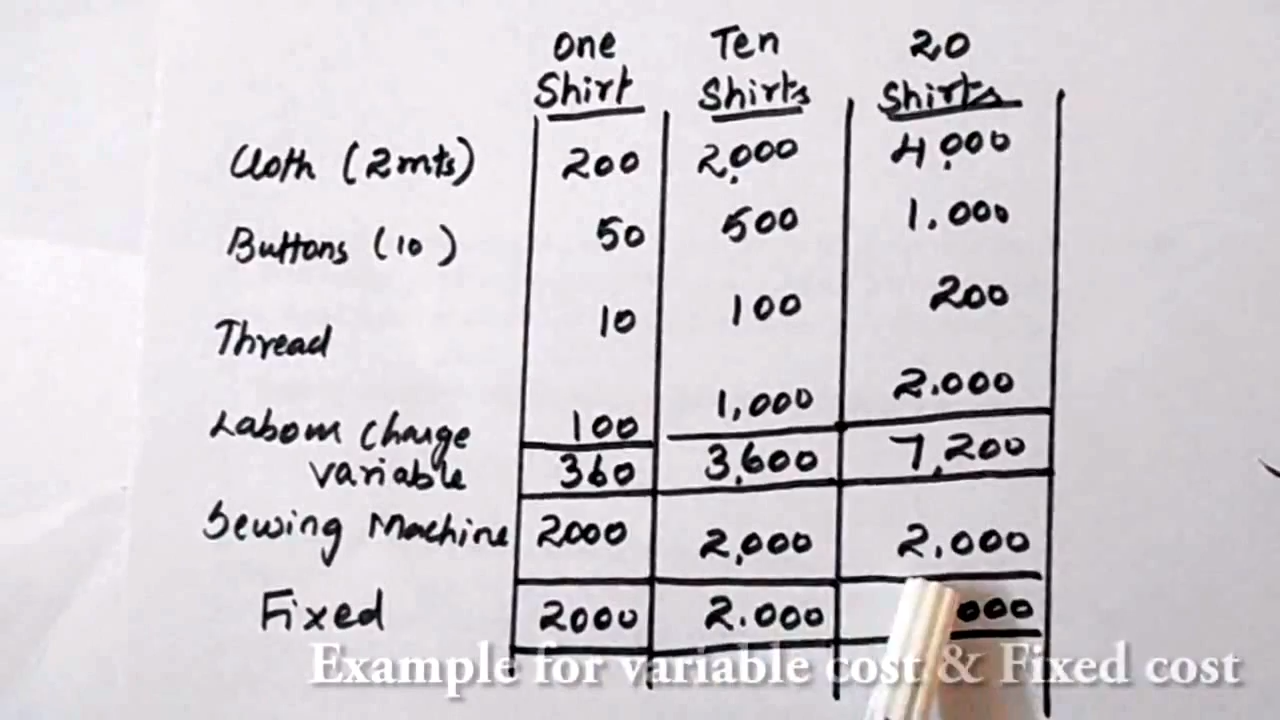 One Ten 20
Shirt Shirts Shirts
Cloth (2mts) 200 2,000 4,000
Buttons (10) 50 500 1.000
Thread 10 100 200
Labour Charge 100 1,000 2.000
Variable 360 3,600 7,200
Sewing Machine 2000 2,000 2.000
Fixed 2000 2.000 000
Example for variable cost & Fixed cost